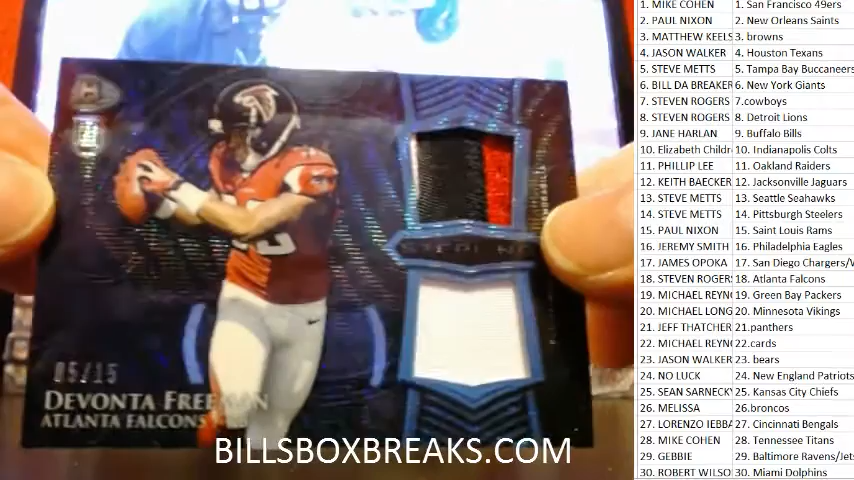 05/15
DEVONTA FREEMAN
ATLANTA FALCONS
BILLSBOXBREAKS.COM
1. MIKE COHEN 1. San Francisco 49ers
2. PAUL NIXON 2. New Orleans Saints
3. MATTHEW KEELS 3. browns
4. JASON WALKER 4. Houston Texans
5. STEVE METTS 5. Tampa Bay Buccaneers
6. BILL DA BREAKER 6. New York Giants
7. STEVEN ROGERS 7.cowboys
8. STEVEN ROGERS 8. Detroit Lions
9. JANE HARLAN 9. Buffalo Bills
10. Elizabeth Childr 10. Indianapolis Colts
11. PHILLIP LEE 11. Oakland Raiders
12. KEITH BAECKER 12. Jacksonville Jaguars
13. STEVE METTS 13. Seattle Seahawks
14. STEVE METTS 14. Pittsburgh Steelers
15. PAUL NIXON 15. Saint Louis Rams
16. JEREMY SMITH 16. Philadelphia Eagles
17. JAMES OPOKA 17. San Diego Chargers/V
18. STEVEN ROGERS 18. Atlanta Falcons
19. MICHAEL REYNO 19. Green Bay Packers
20. MICHAEL LONG 20. Minnesota Vikings
21. JEFF THATCHER 21.panthers
22. MICHAEL REYNO 22.cards
23. JASON WALKER 23. bears
24. NO LUCK 24. New England Patriots
25. SEAN SARNECKY 25. Kansas City Chiefs
26. MELISSA 26.broncos
27. LORENZO IEBBA 27. Cincinnati Bengals
28. MIKE COHEN 28. Tennessee Titans
29. GEBBIE 29. Baltimore Ravens/Jets
30. ROBERT WILSO 30. Miami Dolphins